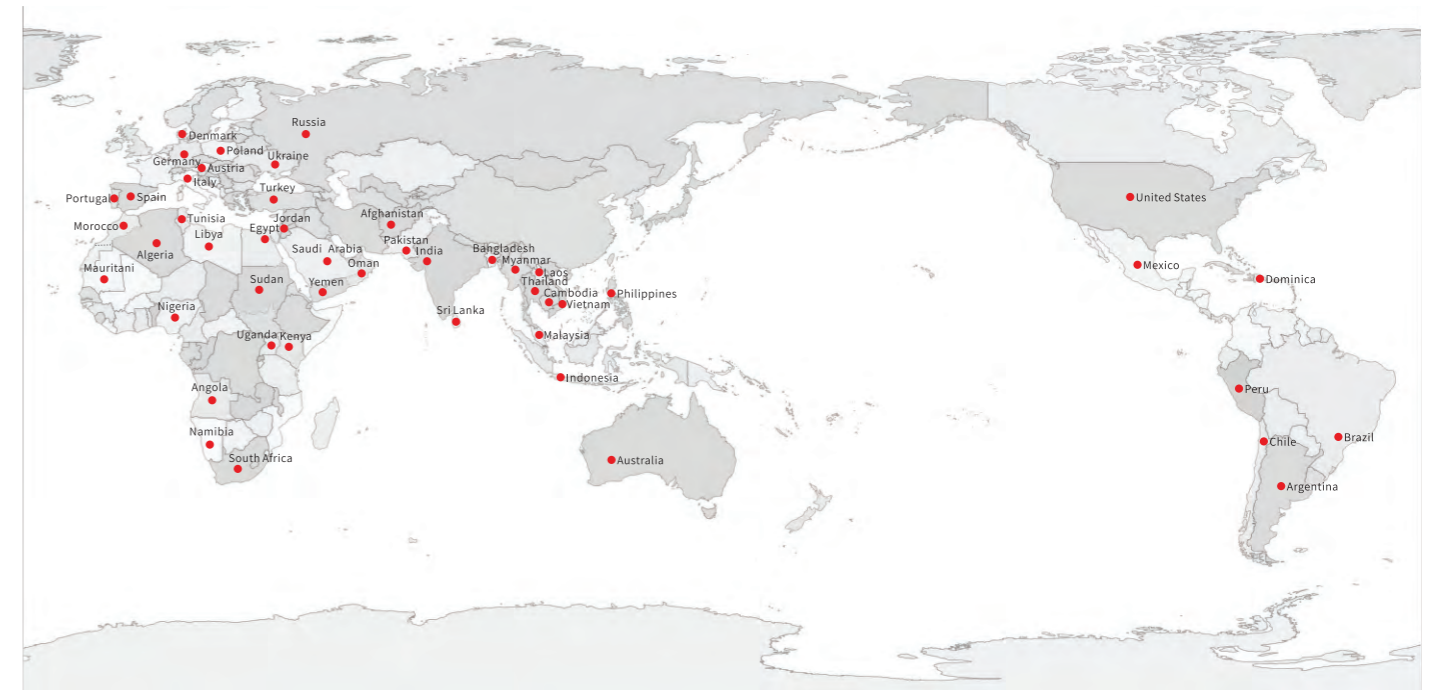 Russia
Denmark
Poland
Germany
Ukraine
Austria
Italy
Turkey
Portugal
Spain
Morocco
Tunisia
Jordan
Afghanistan
Libya
Egypt
Algeria
Saudi Arabia
Pakistan
India
Bangladesh
Myanmar
Mauritani
Oman
Laos
Sudan
Yemen
Thailand
Cambodia
Vietnam
Philippines
Nigeria
Sri Lanka
Uganda
Kenya
Malaysia
Indonesia
Angola
Namibia
South Africa
Australia
United States
Mexico
Dominica
Peru
Chile
Brazil
Argentina